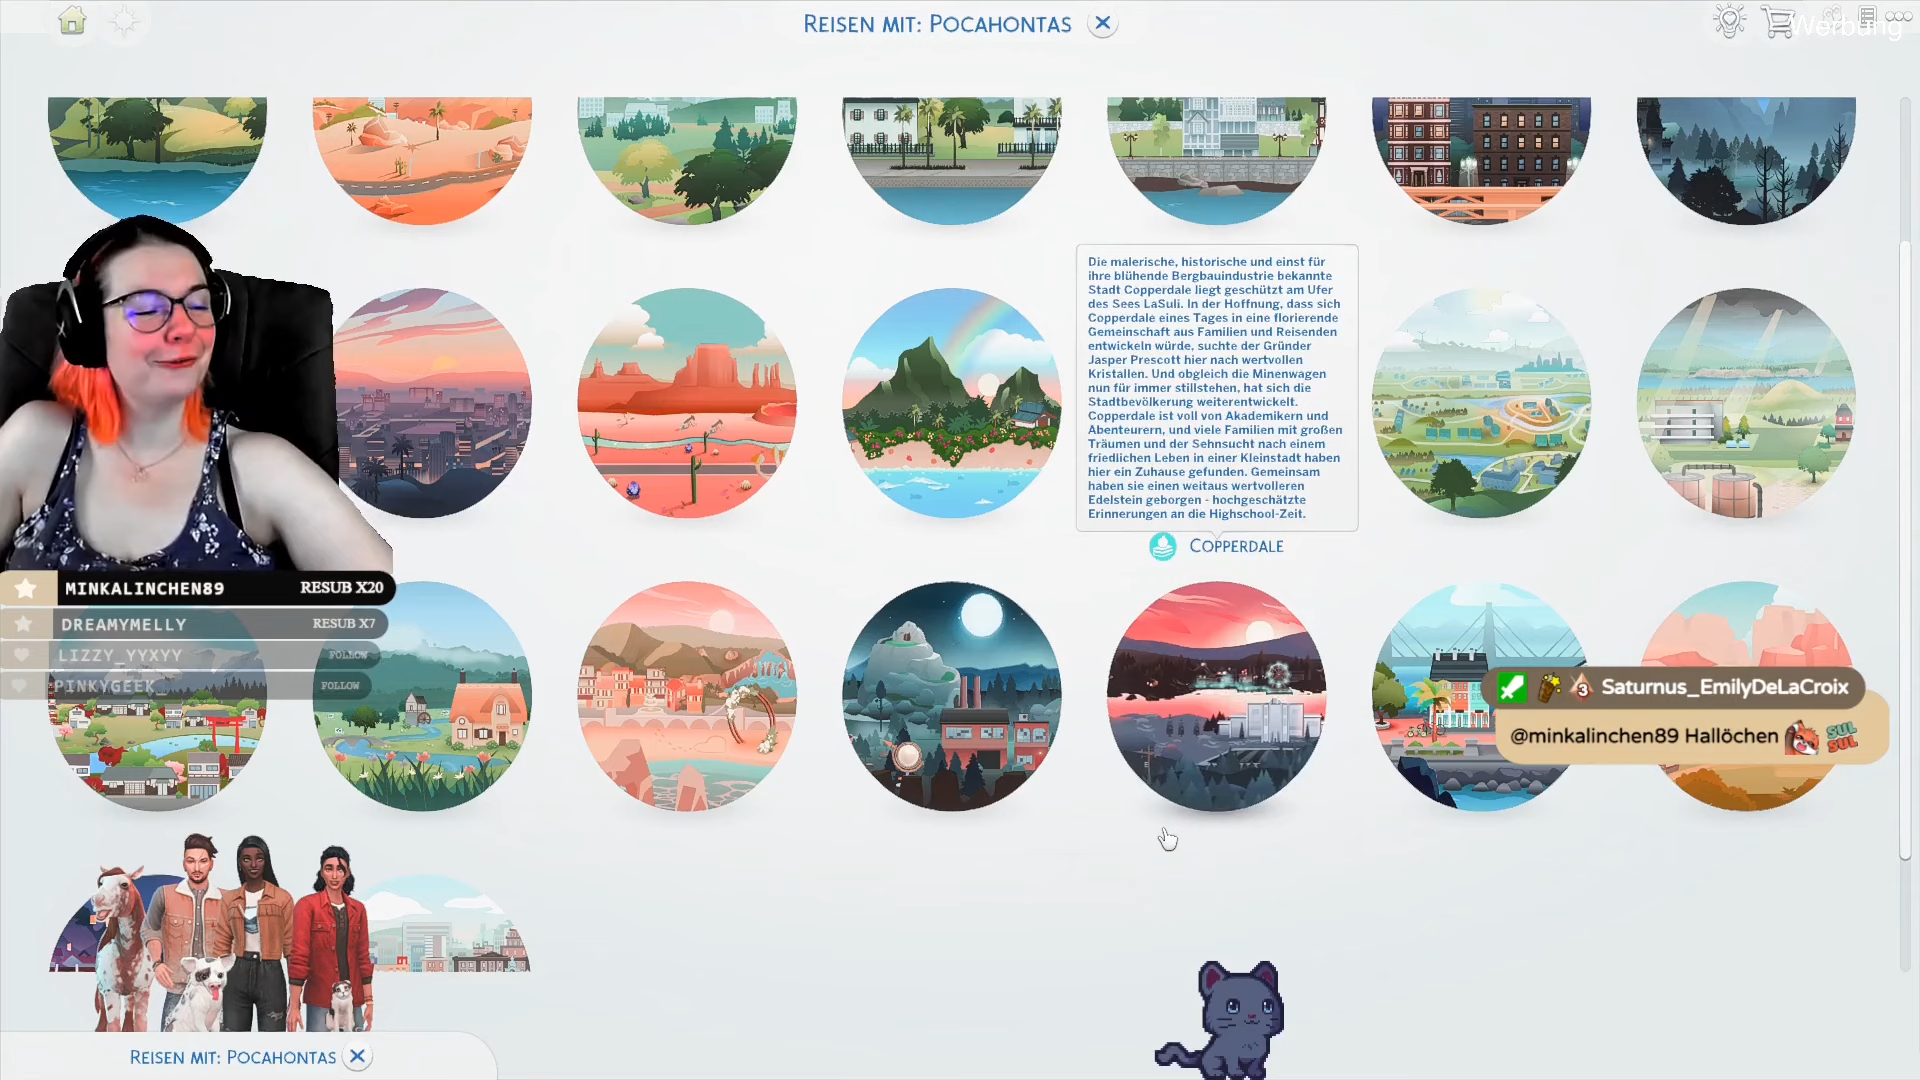 REISEN MIT: POCAHONTAS
Werbung
Die malerische, historische und einst für
ihre blühende Bergbauindustrie bekannte
Stadt Copperdale liegt geschützt am Ufer
des Sees LaSuli. In der Hoffnung, dass sich
Copperdale eines Tages in eine florierende
Gemeinschaft aus Familien und Reisenden
entwickeln würde, suchte der Gründer
Jasper Prescott hier nach wertvollen
Kristallen. Und obgleich die Minenwagen
nun für immer stillstehen, hat sich die
Stadtbevölkerung weiterentwickelt.
Copperdale ist voll von Akademikern und
Abenteurern, und viele Familien mit großen
Träumen und der Sehnsucht nach einem
friedlichen Leben in einer Kleinstadt haben
hier ein Zuhause gefunden. Gemeinsam
haben sie einen weitaus wertvolleren
Edelstein geborgen - hochgeschätzte
Erinnerungen an die Highschool-Zeit.
COPPERDALE
MINKALINCHEN89 RESUB X20
DREAMYMELLY RESUB X7
LIZZY_YYXYY FOLLOW
PINKYGEEK_ FOLLOW
3 Saturnus_EmilyDeLaCroix
@minkalinchen89 Hallöchen SUL SUL
REISEN MIT: POCAHONTAS